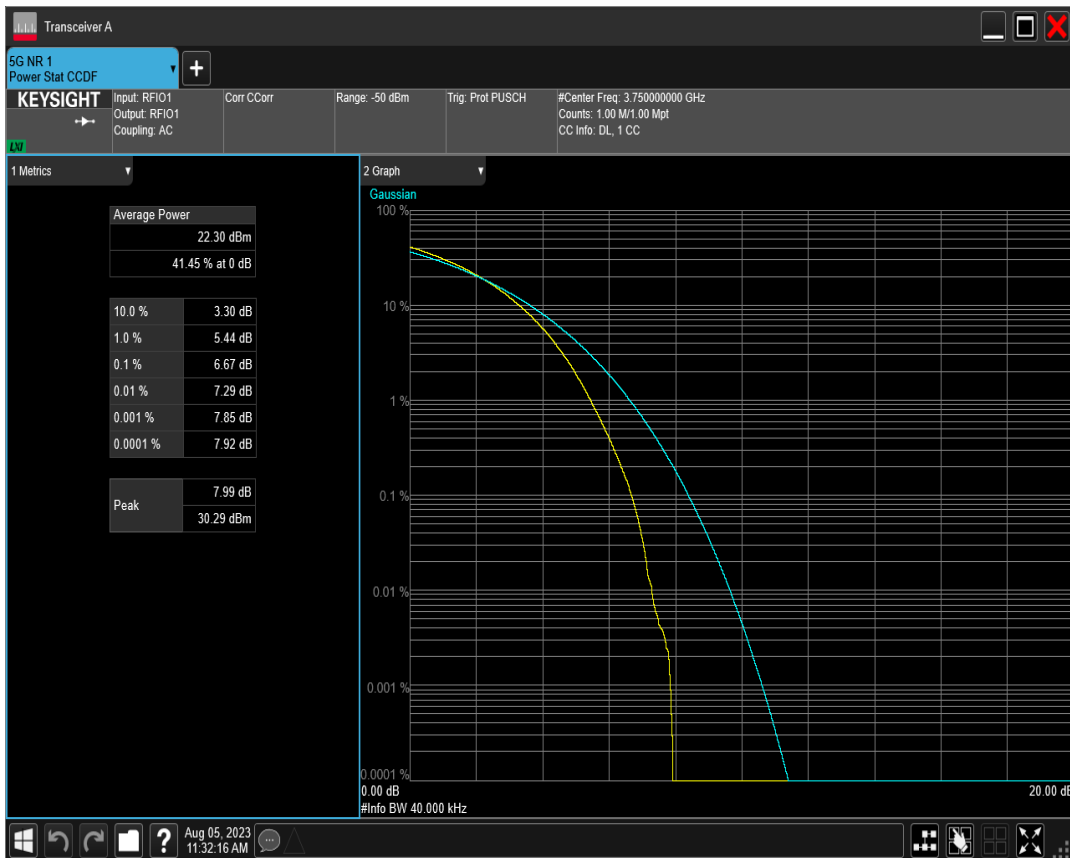 Transceiver A
5G NR 1
Power Stat CCDF
+
KEYSIGHT
LXI
Input: RFIO1
Output: RFIO1
Coupling: AC
Corr CCorr
Range: -50 dBm
Trig: Prot PUSCH
#Center Freq: 3.750000000 GHz
Counts: 1.00 M/1.00 Mpt
CC Info: DL, 1 CC
1 Metrics
Average Power
22.30 dBm
41.45 % at 0 dB
10.0 % 3.30 dB
1.0 % 5.44 dB
0.1 % 6.67 dB
0.01 % 7.29 dB
0.001 % 7.85 dB
0.0001 % 7.92 dB
Peak
7.99 dB
30.29 dBm
2 Graph
Gaussian
100 %
10 %
1 %
0.1 %
0.01 %
0.001 %
0.0001 %
0.00 dB 20.00 dB
#Info BW 40.000 kHz
?
Aug 05, 2023
11:32:16 AM